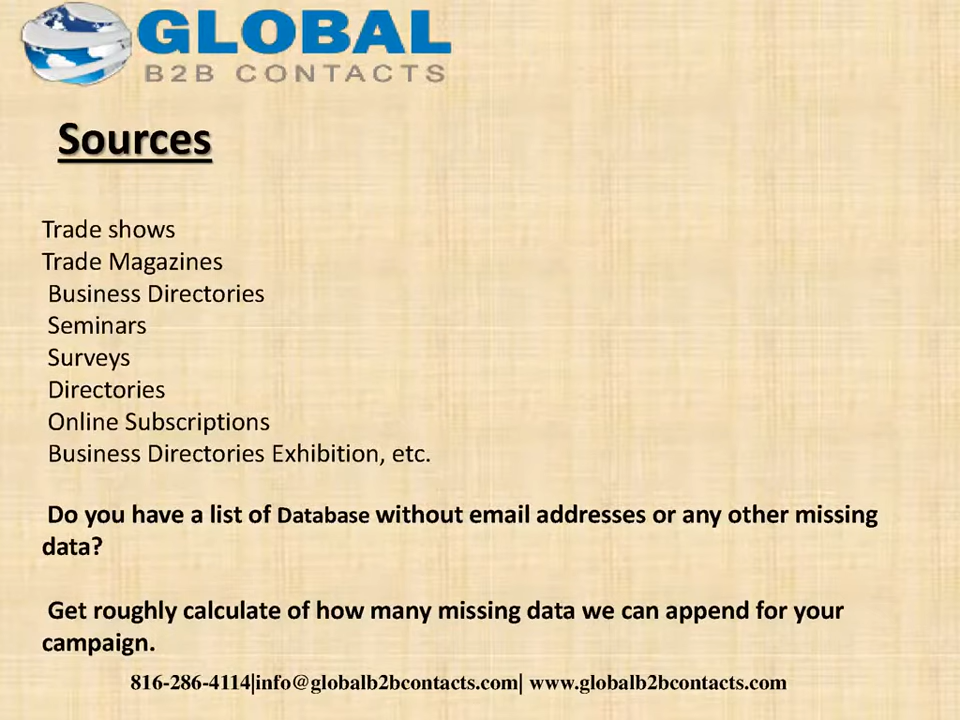 GLOBAL
B2B CONTACTS
Sources
Trade shows
Trade Magazines
Business Directories
Seminars
Surveys
Directories
Online Subscriptions
Business Directories Exhibition, etc.
Do you have a list of Database without email addresses or any other missing
data?
Get roughly calculate of how many missing data we can append for your
campaign.
816-286-4114|info@globalb2bcontacts.com| www.globalb2bcontacts.com